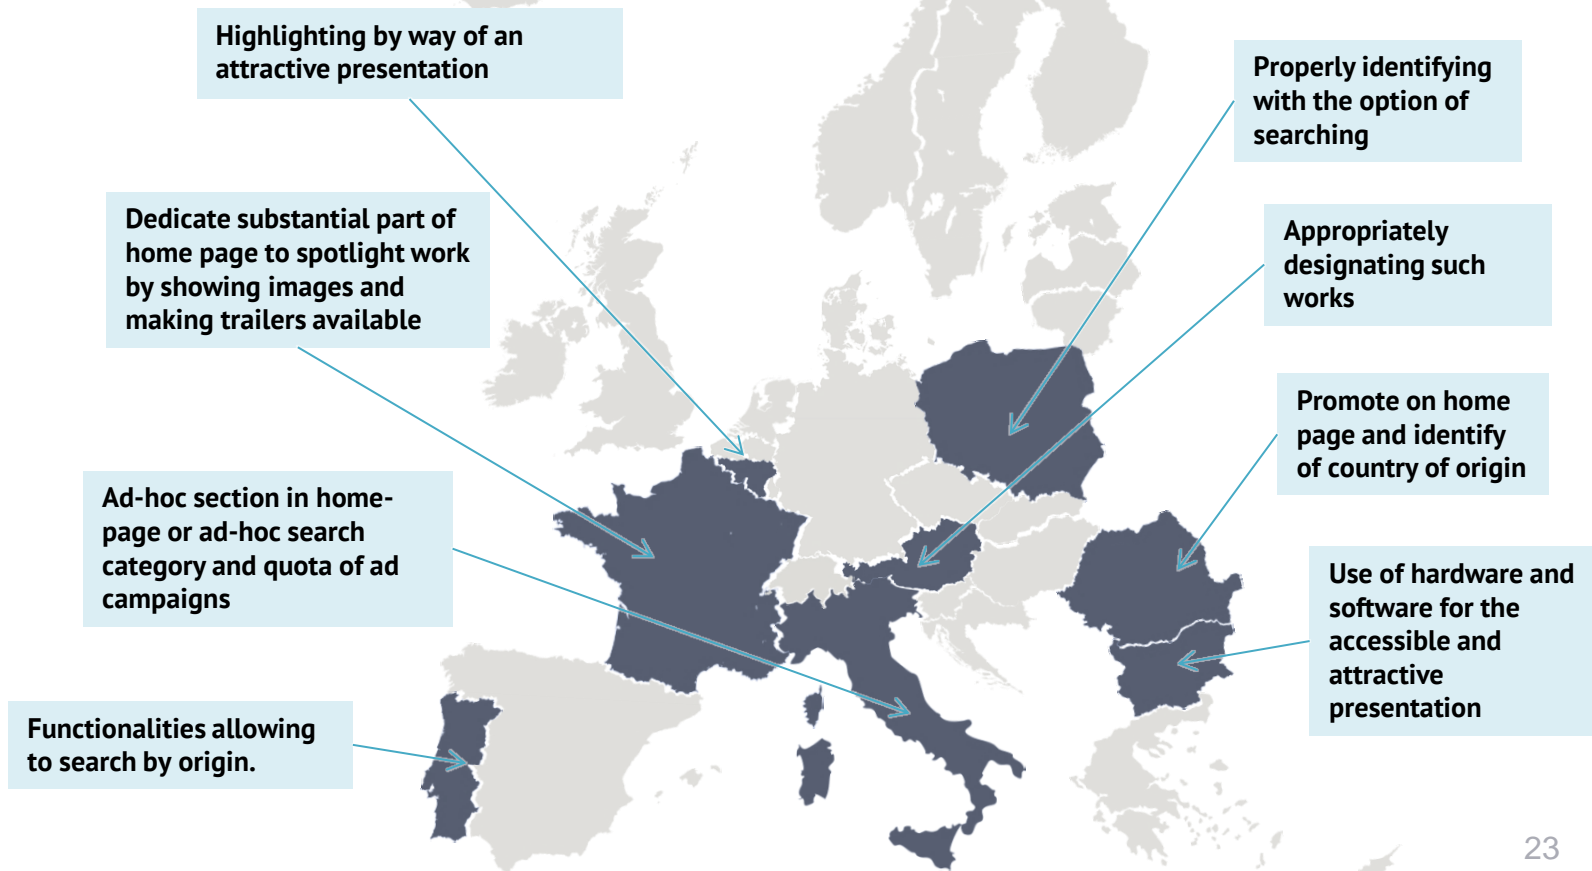 Highlighting by way of an
attractive presentation
Properly identifying
with the option of
searching
Dedicate substantial part of
home page to spotlight work
by showing images and
making trailers available
Appropriately
designating such
works
Promote on home
page and identify
of country of origin
Ad-hoc section in home-
page or ad-hoc search
category and quota of ad
campaigns
Use of hardware and
software for the
accessible and
attractive
presentation
Functionalities allowing
to search by origin.
23